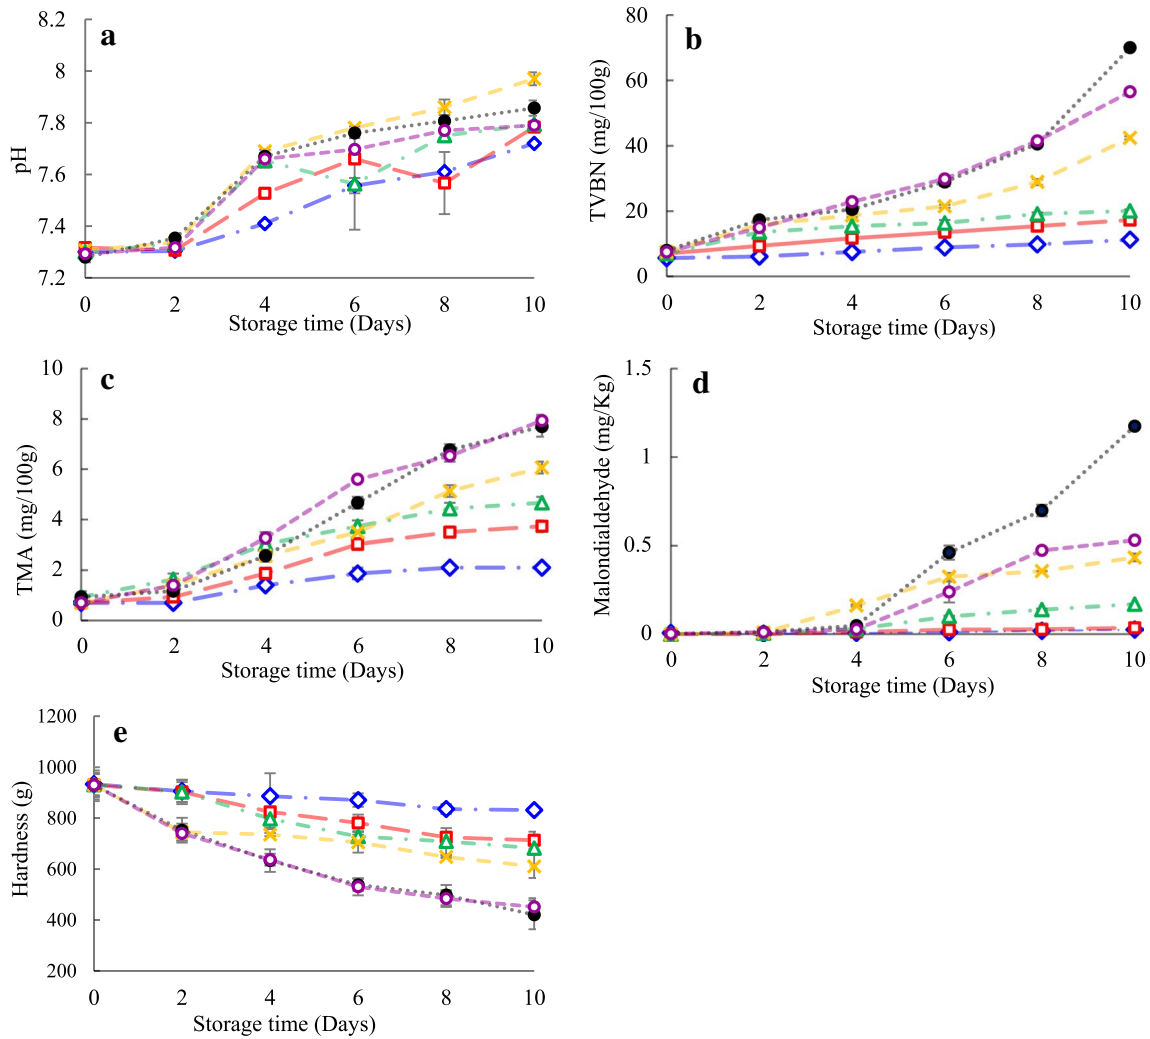 a
8.2
8
7.8
7.6
7.4
7.2
pH
0 2 4 6 8 10
Storage time (Days)
b
80
60
40
20
0
TVBN (mg/100g)
0 2 4 6 8 10
Storage time (Days)
c
10
8
6
4
2
0
TMA (mg/100g)
0 2 4 6 8 10
Storage time (Days)
d
1.5
1
0.5
0
Malondialdehyde (mg/Kg)
0 2 4 6 8 10
Storage time (Days)
e
1200
1000
800
600
400
200
Hardness (g)
0 2 4 6 8 10
Storage time (Days)